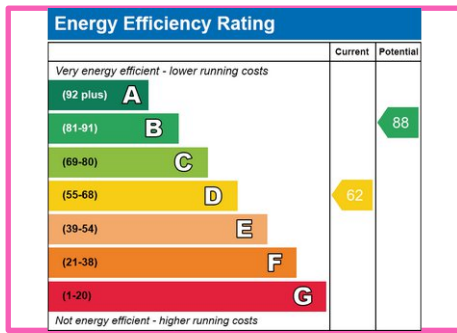 Energy Efficiency Rating
Current Potential
Very energy efficient - lower running costs
(92 plus) A
(81-91) B
88
(69-80) C
(55-68) D
62
(39-54) E
(21-38) F
(1-20) G
Not energy efficient - higher running costs